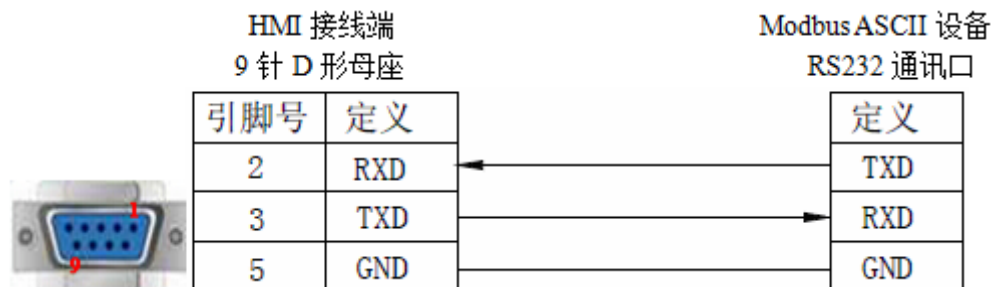 HMI 接线端 Modbus ASCII 设备
9 针 D 形母座 RS232 通讯口
引脚号 定义 定义
2 RXD TXD
1
3 TXD RXD
9
5 GND GND